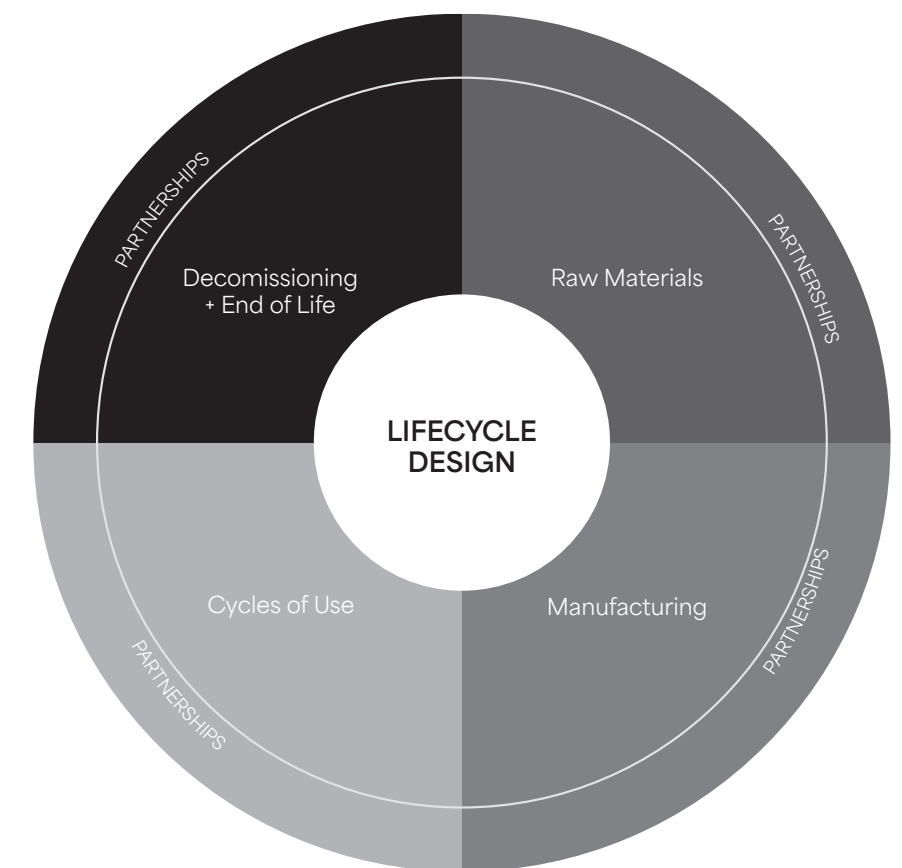 PARTNERSHIPS
PARTNERSHIPS
Decomissioning
+ End of Life
Raw Materials
LIFECYCLE
DESIGN
Cycles of Use
Manufacturing
PARTNERSHIPS
PARTNERSHIPS